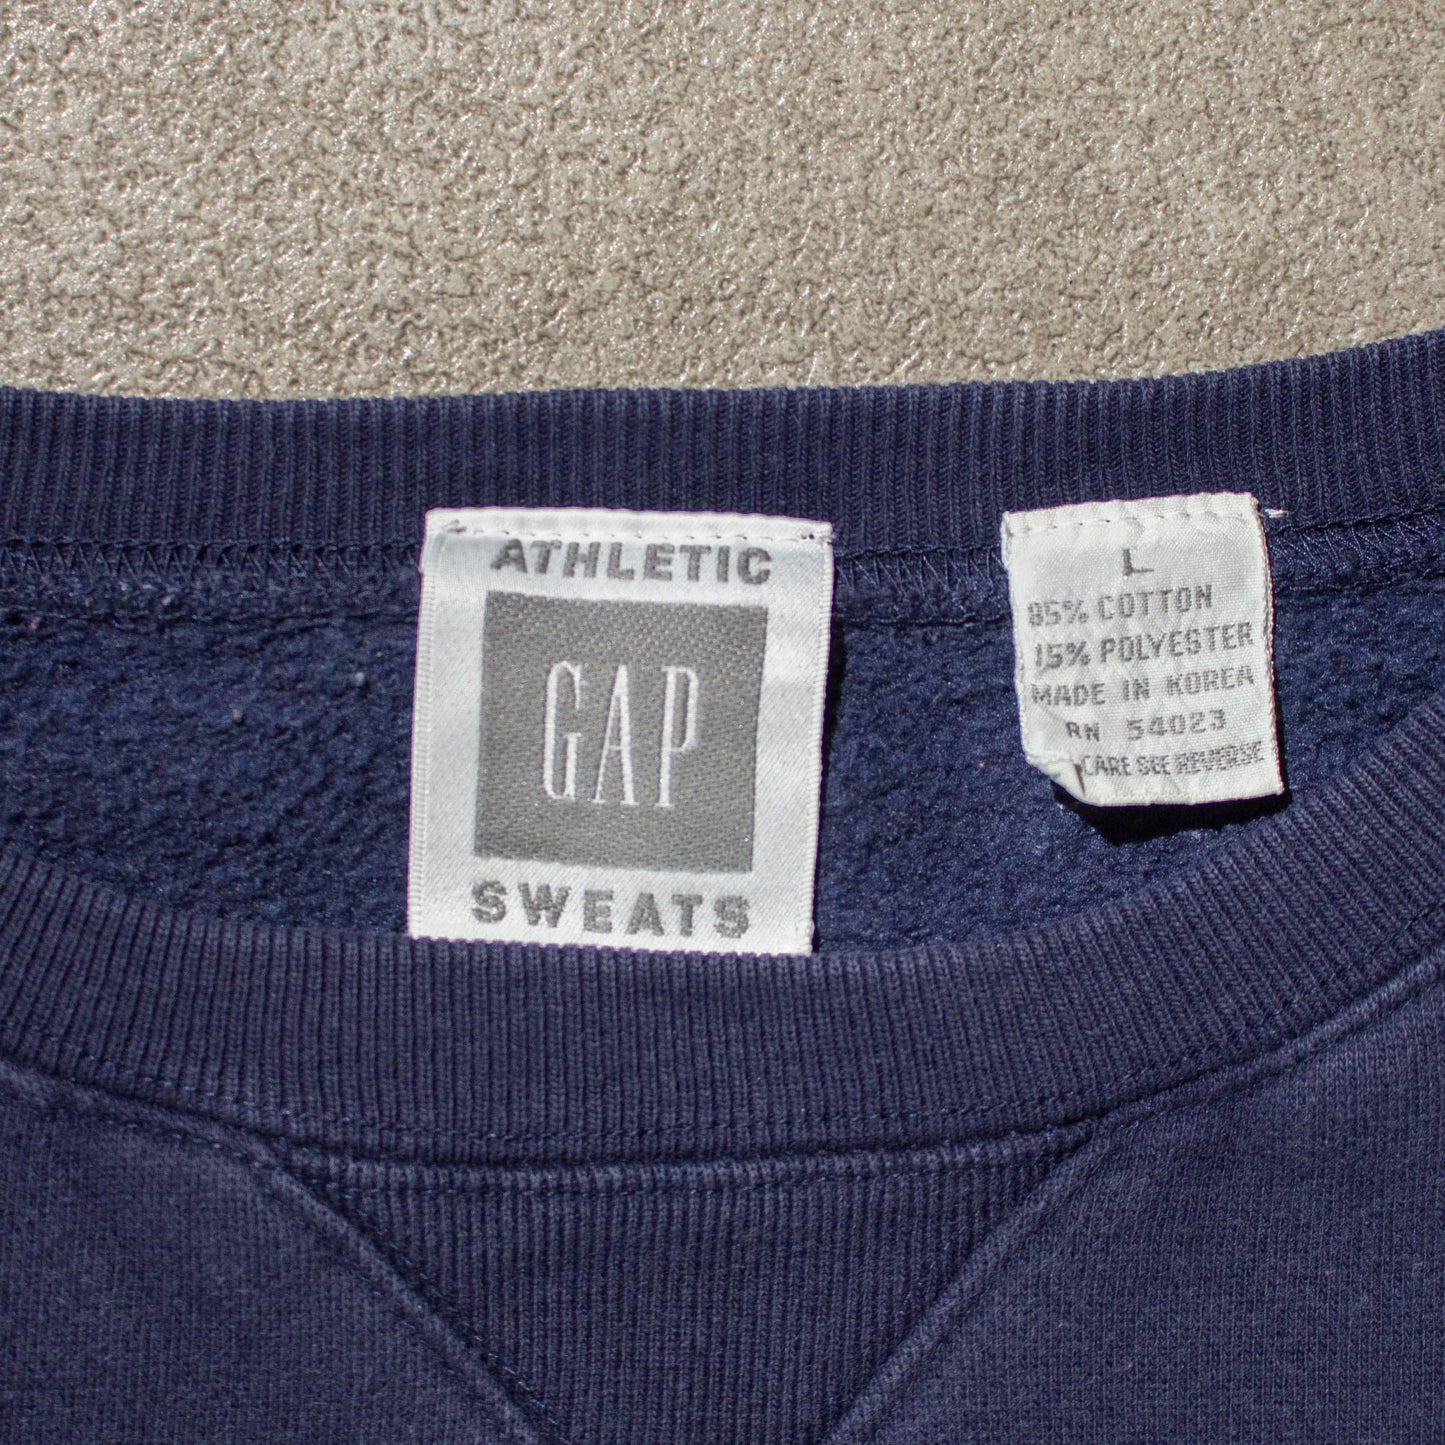 ATHLETIC
GAP
SWEATS
L
85% COTTON
15% POLYESTER
MADE IN KOREA
RN 54023
CARE SEE REVERSE